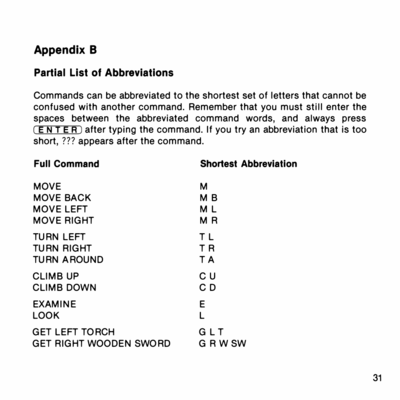 Appendix B
Partial List of Abbreviations
Commands can be abbreviated to the shortest set of letters that cannot be
confused with another command. Remember that you must still enter the
spaces between the abbreviated command words, and always press
ENTER after typing the command. If you try an abbreviation that is too
short, ??? appears after the command.
Full Command Shortest Abbreviation
MOVE M
MOVE BACK M B
MOVE LEFT M L
MOVE RIGHT M R
TURN LEFT T L
TURN RIGHT T R
TURN AROUND T A
CLIMB UP C U
CLIMB DOWN C D
EXAMINE E
LOOK L
GET LEFT TORCH G L T
GET RIGHT WOODEN SWORD G R W SW
31